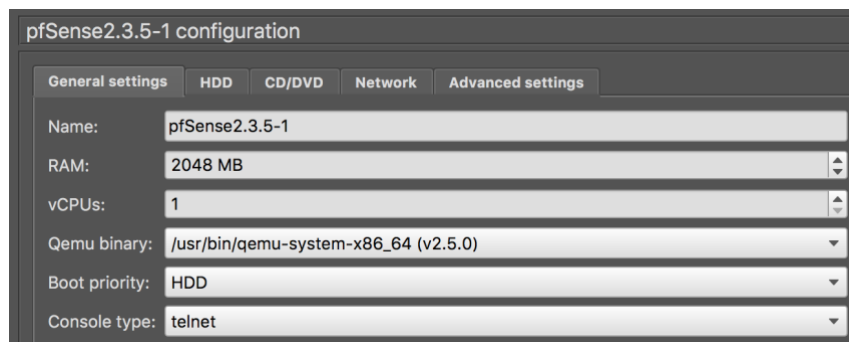 pfSense2.3.5-1 configuration
General settings HDD CD/DVD Network Advanced settings
Name: pfSense2.3.5-1
RAM: 2048 MB
vCPUs: 1
Qemu binary: /usr/bin/qemu-system-x86_64 (v2.5.0)
Boot priority: HDD
Console type: telnet